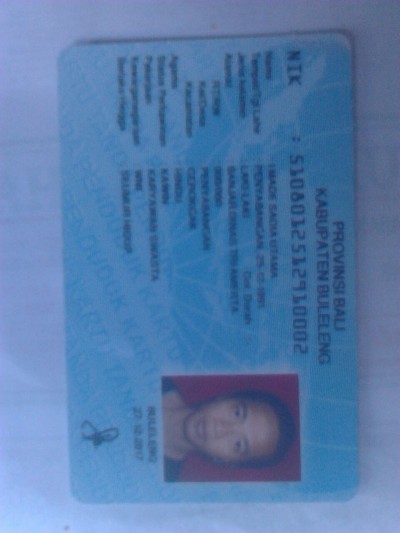 PROVINSI BALI
KABUPATEN BULELENG
NIK : 5108012512910002
Nama : I MADE SADIA UTAMA
Tempat/Tgl Lahir : PENYABANGAN, 25-12-1991
Jenis kelamin : LAKI-LAKI Gol. Darah
Alamat : BANJAR DINAS TRI AMERTA
RT/RW : 000/000
Kel/Desa : PENYABANGAN
Kecamatan : GEROKGAK
Agama : HINDU
Status Perkawinan : KAWIN
Pekerjaan : KARYAWAN SWASTA
Kewarganegaraan : WNI
Berlaku Hingga : SEUMUR HIDUP
BULELENG
27-12-2017